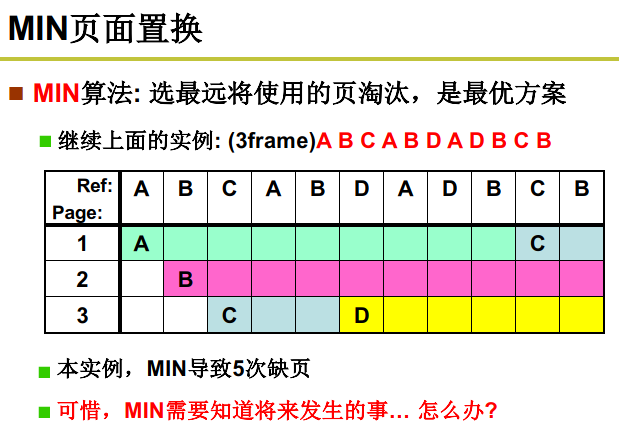 MIN页面置换
MIN算法: 选最远将使用的页淘汰，是最优方案
继续上面的实例: (3frame)A B C A B D A D B C B
Ref: A B C A B D A D B C B
Page:
1 A C
2 B
3 C D
本实例，MIN导致5次缺页
可惜，MIN需要知道将来发生的事… 怎么办?